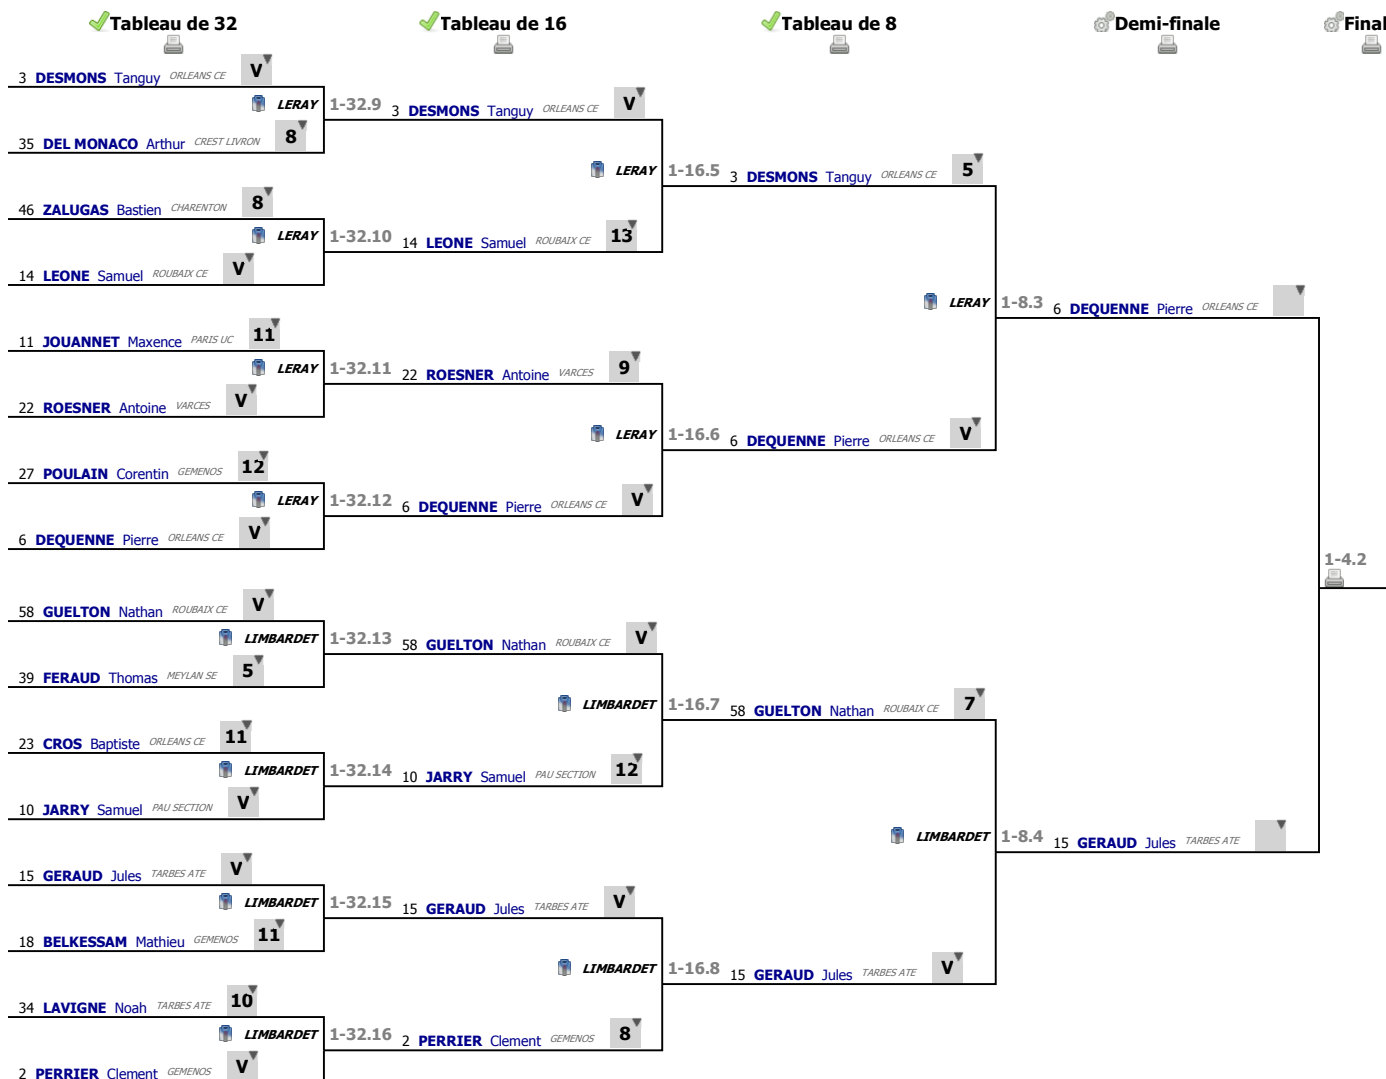 Tableau de 32
Tableau de 16
Tableau de 8
Demi-finale
Final
3 DESMONS Tanguy ORLEANS CE V
LERAY 1-32.9 3 DESMONS Tanguy ORLEANS CE V
35 DEL MONACO Arthur CREST LIVRON 8
LERAY 1-16.5 3 DESMONS Tanguy ORLEANS CE 5
46 ZALUGAS Bastien CHARENTON 8
LERAY 1-32.10 14 LEONE Samuel ROUBAIX CE 13
14 LEONE Samuel ROUBAIX CE V
LERAY 1-8.3 6 DEQUENNE Pierre ORLEANS CE
11 JOUANNET Maxence PARIS UC 11
LERAY 1-32.11 22 ROESNER Antoine VARCES 9
22 ROESNER Antoine VARCES V
LERAY 1-16.6 6 DEQUENNE Pierre ORLEANS CE V
27 POULAIN Corentin GEMENOS 12
LERAY 1-32.12 6 DEQUENNE Pierre ORLEANS CE V
6 DEQUENNE Pierre ORLEANS CE V
1-4.2
58 GUELTON Nathan ROUBAIX CE V
LIMBARDET 1-32.13 58 GUELTON Nathan ROUBAIX CE V
39 FERAUD Thomas MEYLAN SE 5
LIMBARDET 1-16.7 58 GUELTON Nathan ROUBAIX CE 7
23 CROS Baptiste ORLEANS CE 11
LIMBARDET 1-32.14 10 JARRY Samuel PAU SECTION 12
10 JARRY Samuel PAU SECTION V
LIMBARDET 1-8.4 15 GERAUD Jules TARBES ATE
15 GERAUD Jules TARBES ATE V
LIMBARDET 1-32.15 15 GERAUD Jules TARBES ATE V
18 BELKESSAM Mathieu GEMENOS 11
LIMBARDET 1-16.8 15 GERAUD Jules TARBES ATE V
34 LAVIGNE Noah TARBES ATE 10
LIMBARDET 1-32.16 2 PERRIER Clement GEMENOS 8
2 PERRIER Clement GEMENOS V